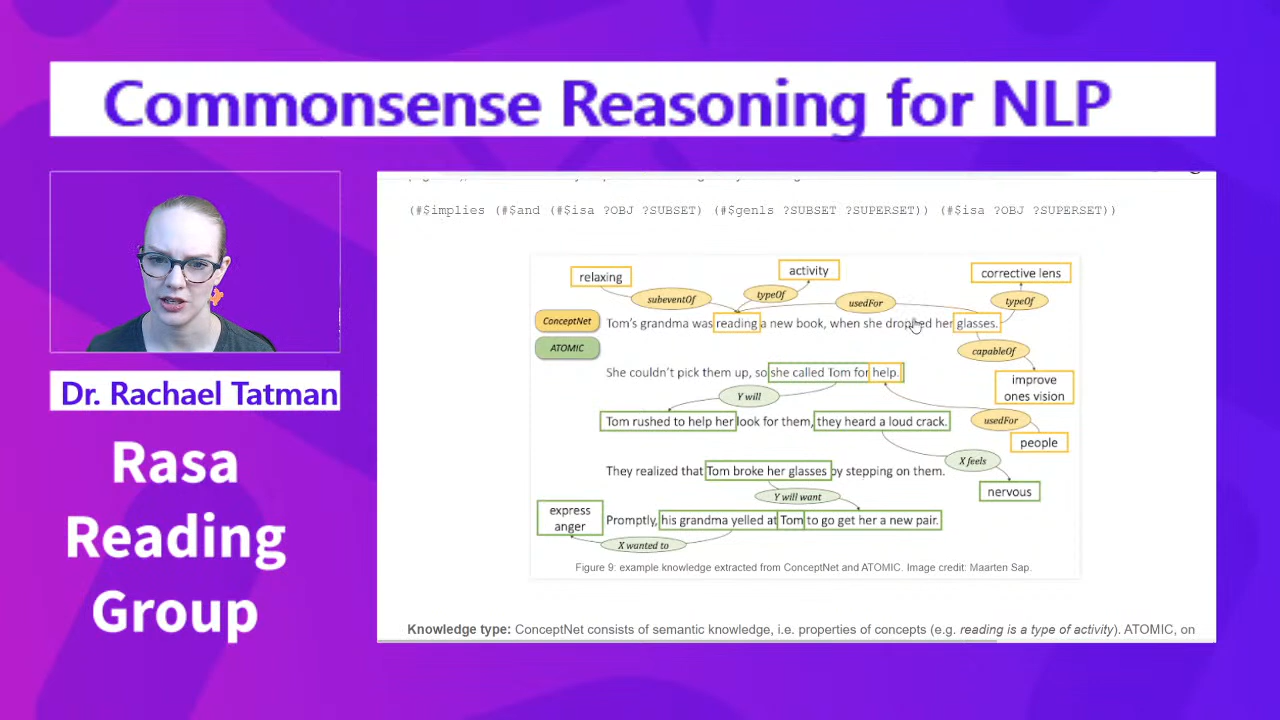 Commonsense Reasoning for NLP
Dr. Rachael Tatman
Rasa
Reading
Group
(#$implies (#$and (#$isa ?OBJ ?SUBSET) (#$genls ?SUBSET ?SUPERSET)) (#$isa ?OBJ ?SUPERSET))
relaxing
activity
corrective lens
subeventOf
typeOf
usedFor
typeOf
ConceptNet
Tom's grandma was reading a new book, when she dropped her glasses.
ATOMIC
capableOf
She couldn't pick them up, so she called Tom for help.
improve
ones vision
Y will
Tom rushed to help her look for them, they heard a loud crack.
usedFor
people
X feels
They realized that Tom broke her glasses by stepping on them.
nervous
Y will want
express
anger
Promptly, his grandma yelled at Tom to go get her a new pair.
X wanted to
Figure 9: example knowledge extracted from ConceptNet and ATOMIC. Image credit: Maarten Sap.
Knowledge type: ConceptNet consists of semantic knowledge, i.e. properties of concepts (e.g. reading is a type of activity). ATOMIC, on